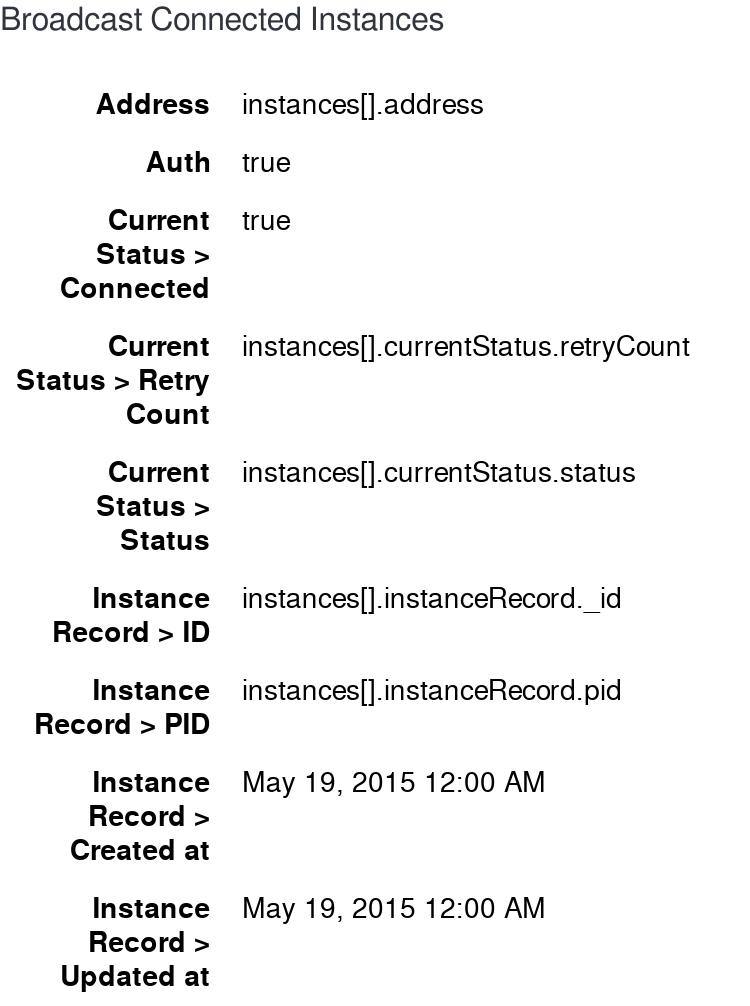 Broadcast Connected Instances
Address instances[].address
Auth true
Current true
Status >
Connected
Current instances[].currentStatus.retryCount
Status > Retry
Count
Current instances[].currentStatus.status
Status >
Status
Instance instances[].instanceRecord._id
Record > ID
Instance instances[].instanceRecord.pid
Record > PID
Instance May 19, 2015 12:00 AM
Record >
Created at
Instance May 19, 2015 12:00 AM
Record >
Updated at